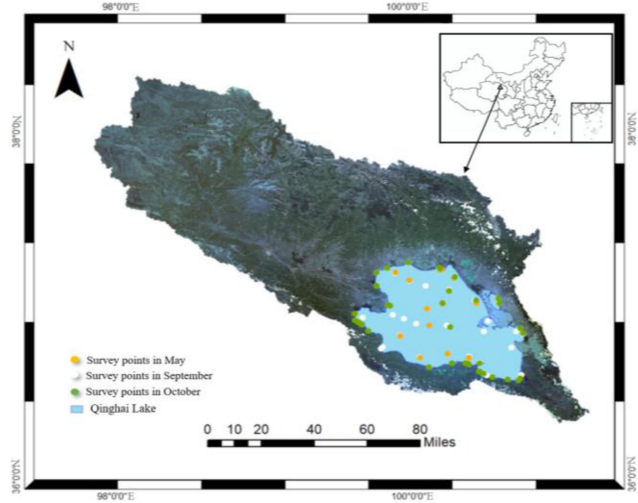 98°0'0"E 100°0'0"E
N
38°0'0"N 38°0'0"N
Survey points in May
Survey points in September
Survey points in October
Qinghai Lake
0 5 10 20 40 60 80
Miles
36°0'0"N 36°0'0"N
98°0'0"E 100°0'0"E